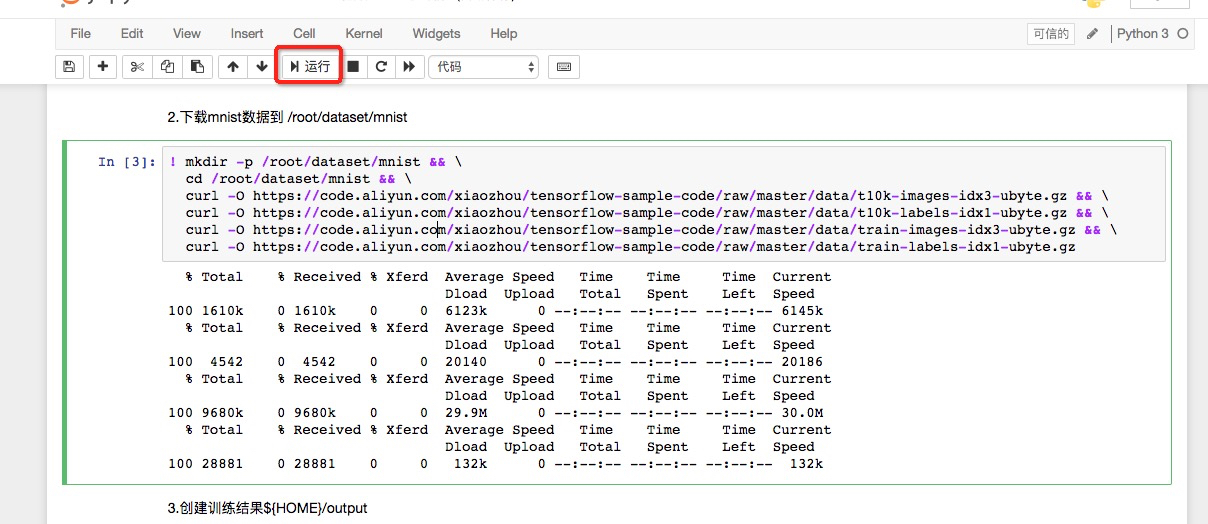 File Edit View Insert Cell Kernel Widgets Help 可信的 Python 3
运行 代码
2.下载mnist数据到 /root/dataset/mnist
In [3]: ! mkdir -p /root/dataset/mnist && \
cd /root/dataset/mnist && \
curl -O https://code.aliyun.com/xiaozhou/tensorflow-sample-code/raw/master/data/t10k-images-idx3-ubyte.gz && \
curl -O https://code.aliyun.com/xiaozhou/tensorflow-sample-code/raw/master/data/t10k-labels-idx1-ubyte.gz && \
curl -O https://code.aliyun.com/xiaozhou/tensorflow-sample-code/raw/master/data/train-images-idx3-ubyte.gz && \
curl -O https://code.aliyun.com/xiaozhou/tensorflow-sample-code/raw/master/data/train-labels-idx1-ubyte.gz
% Total % Received % Xferd Average Speed Time Time Time Current
Dload Upload Total Spent Left Speed
100 1610k 0 1610k 0 0 6123k 0 --:--:-- --:--:-- --:--:-- 6145k
% Total % Received % Xferd Average Speed Time Time Time Current
Dload Upload Total Spent Left Speed
100 4542 0 4542 0 0 20140 0 --:--:-- --:--:-- --:--:-- 20186
% Total % Received % Xferd Average Speed Time Time Time Current
Dload Upload Total Spent Left Speed
100 9680k 0 9680k 0 0 29.9M 0 --:--:-- --:--:-- --:--:-- 30.0M
% Total % Received % Xferd Average Speed Time Time Time Current
Dload Upload Total Spent Left Speed
100 28881 0 28881 0 0 132k 0 --:--:-- --:--:-- --:--:-- 132k
3.创建训练结果${HOME}/output